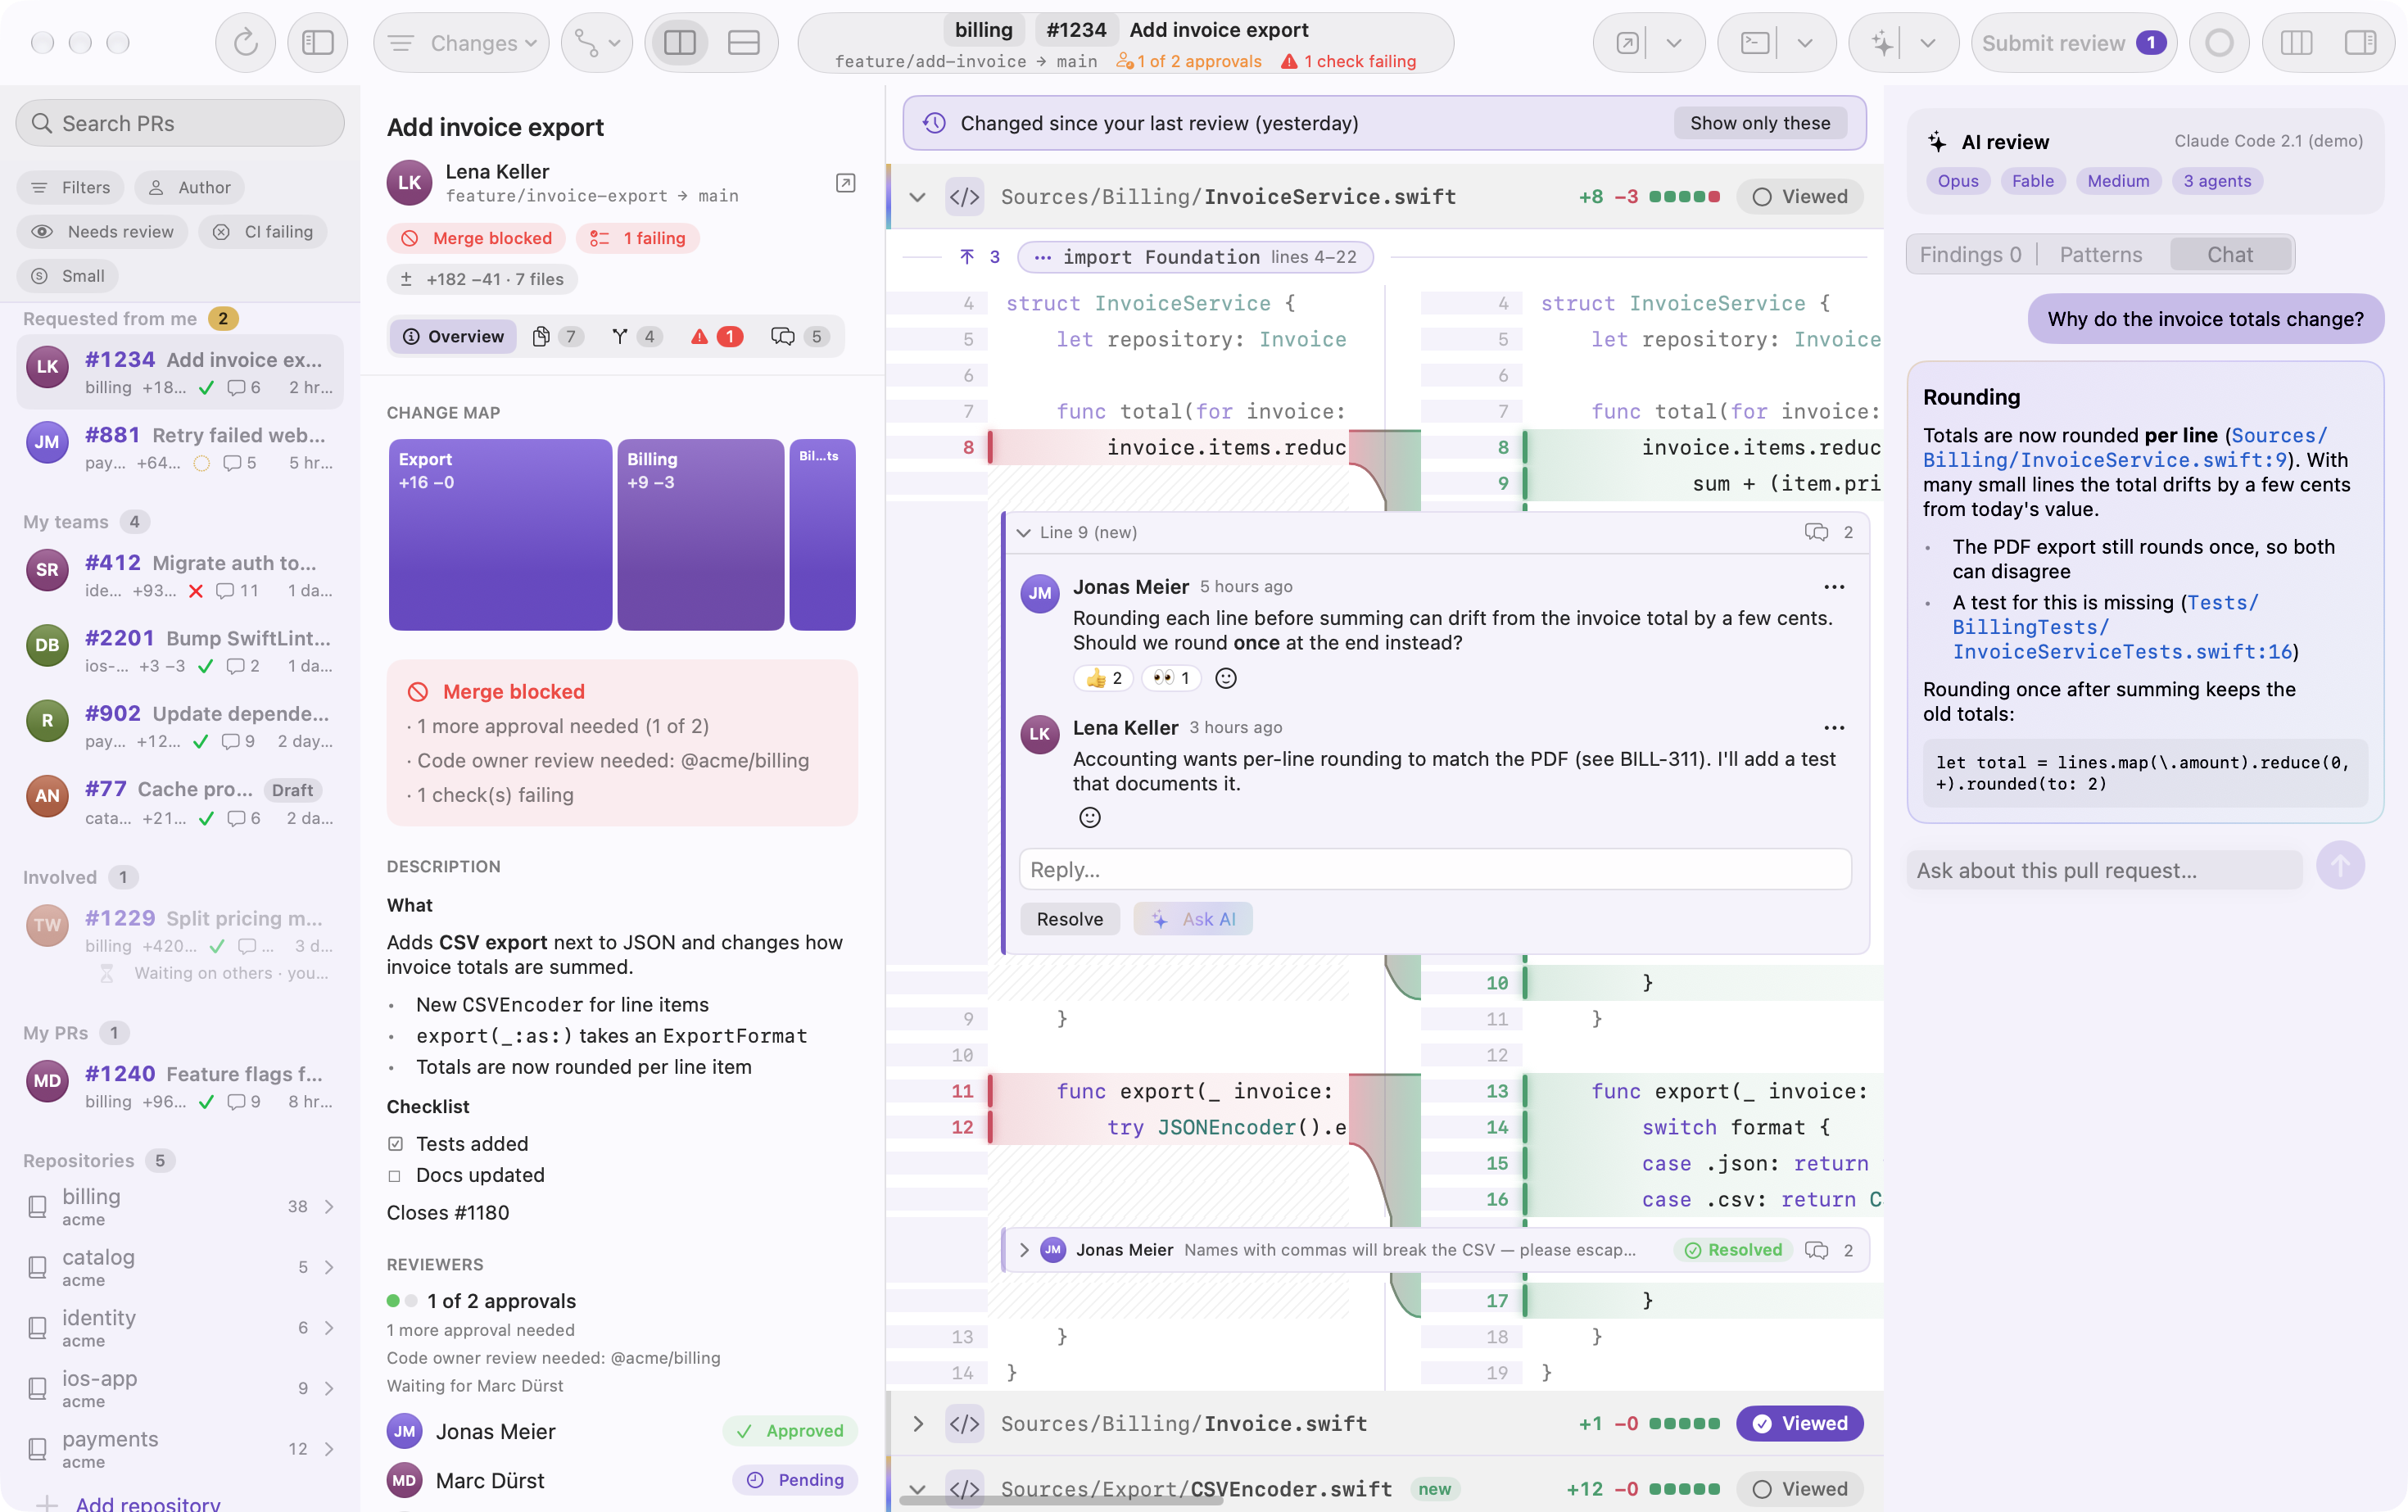 Changes
billing #1234 Add invoice export
feature/add-invoice → main 1 of 2 approvals 1 check failing
Submit review 1
Search PRs
Filters Author
Needs review CI failing
Small
Requested from me 2
LK #1234 Add invoice ex...
billing +18... 6 2 hr...
JM #881 Retry failed web...
pay... +64... 5 5 hr...
My teams 4
SR #412 Migrate auth to...
ide... +93... 11 1 da...
DB #2201 Bump SwiftLint...
ios-... +3 −3 2 1 da...
R #902 Update depende...
pay... +12... 9 2 day...
AN #77 Cache pro... Draft
cata... +21... 6 2 da...
Involved 1
TW #1229 Split pricing m...
billing +420... ... 3 d...
Waiting on others · you...
My PRs 1
MD #1240 Feature flags f...
billing +96... 9 8 hr...
Repositories 5
billing 38
acme
catalog 5
acme
identity 6
acme
ios-app 9
acme
payments 12
acme
Add repository
Add invoice export
LK Lena Keller
feature/invoice-export → main
Merge blocked 1 failing
+182 −41 · 7 files
Overview 7 4 1 5
CHANGE MAP
Export
+16 −0
Billing
+9 −3
Bil...ts
Merge blocked
· 1 more approval needed (1 of 2)
· Code owner review needed: @acme/billing
· 1 check(s) failing
DESCRIPTION
What
Adds CSV export next to JSON and changes how
invoice totals are summed.
• New CSVEncoder for line items
• export(_:as:) takes an ExportFormat
• Totals are now rounded per line item
Checklist
Tests added
Docs updated
Closes #1180
REVIEWERS
1 of 2 approvals
1 more approval needed
Code owner review needed: @acme/billing
Waiting for Marc Dürst
JM Jonas Meier Approved
MD Marc Dürst Pending
Changed since your last review (yesterday) Show only these
Sources/Billing/InvoiceService.swift +8 −3 Viewed
3 ··· import Foundation lines 4–22
4 struct InvoiceService { 4 struct InvoiceService {
5 let repository: Invoice 5 let repository: Invoice
6 6
7 func total(for invoice: 7 func total(for invoice:
8 invoice.items.reduc 8 invoice.items.reduc
9 sum + (item.pri
Line 9 (new) 2
JM Jonas Meier 5 hours ago ···
Rounding each line before summing can drift from the invoice total by a few cents.
Should we round once at the end instead?
👍 2 👀 1
LK Lena Keller 3 hours ago ···
Accounting wants per-line rounding to match the PDF (see BILL-311). I'll add a test
that documents it.
Reply...
Resolve Ask AI
10 }
9 } 11 }
10 12
11 func export(_ invoice: 13 func export(_ invoice:
12 try JSONEncoder().e 14 switch format {
15 case .json: return
16 case .csv: return C
JM Jonas Meier Names with commas will break the CSV — please escap... Resolved 2
17 }
13 } 18 }
14 } 19 }
Sources/Billing/Invoice.swift +1 −0 Viewed
Sources/Export/CSVEncoder.swift new +12 −0 Viewed
AI review Claude Code 2.1 (demo)
Opus Fable Medium 3 agents
Findings 0 Patterns Chat
Why do the invoice totals change?
Rounding
Totals are now rounded per line (Sources/
Billing/InvoiceService.swift:9). With
many small lines the total drifts by a few cents
from today's value.
• The PDF export still rounds once, so both
can disagree
• A test for this is missing (Tests/
BillingTests/
InvoiceServiceTests.swift:16)
Rounding once after summing keeps the
old totals:
let total = lines.map(\.amount).reduce(0,
+).rounded(to: 2)
Ask about this pull request...